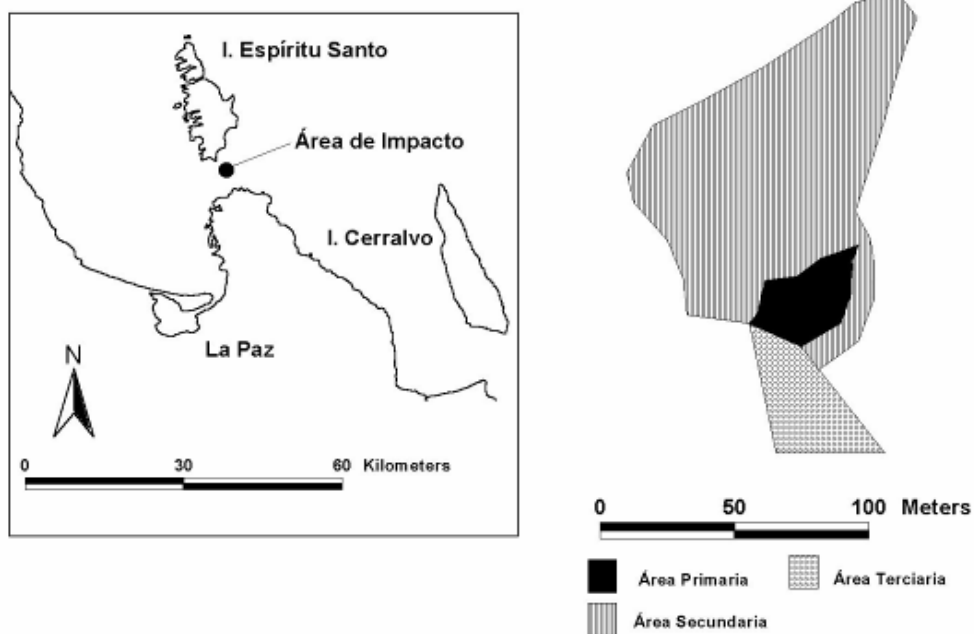 I. Espíritu Santo
Área de Impacto
I. Cerralvo
La Paz
N
0 30 60 Kilometers
0 50 100 Meters
Área Primaria
Área Terciaria
Área Secundaria